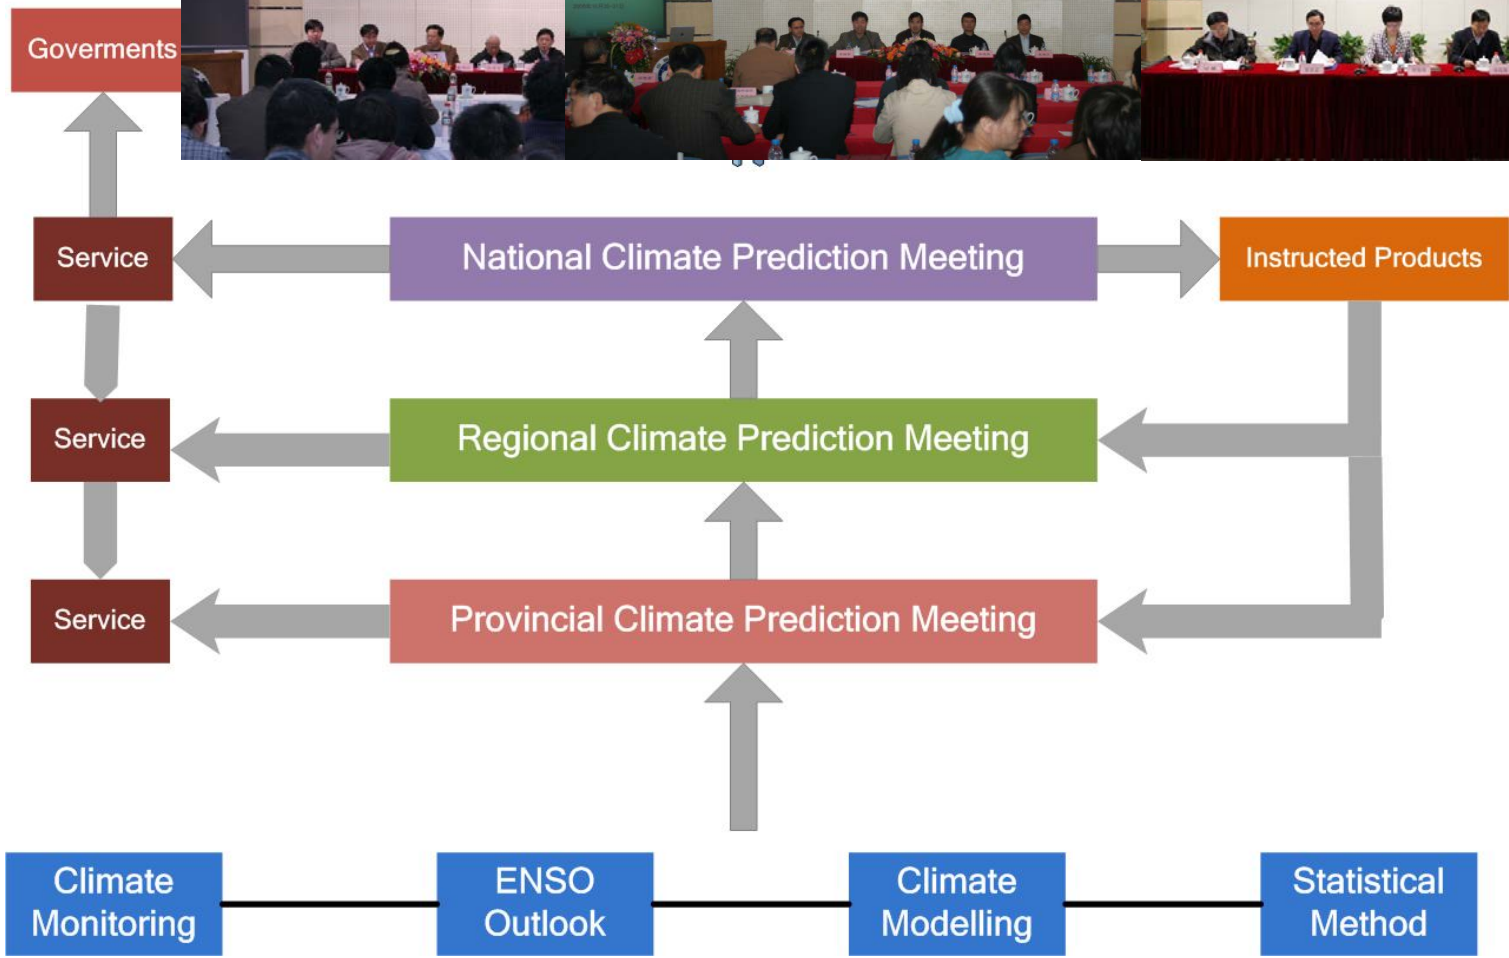 Goverments
Service
National Climate Prediction Meeting
Instructed Products
Service
Regional Climate Prediction Meeting
Service
Provincial Climate Prediction Meeting
Climate
Monitoring
ENSO
Outlook
Climate
Modelling
Statistical
Method